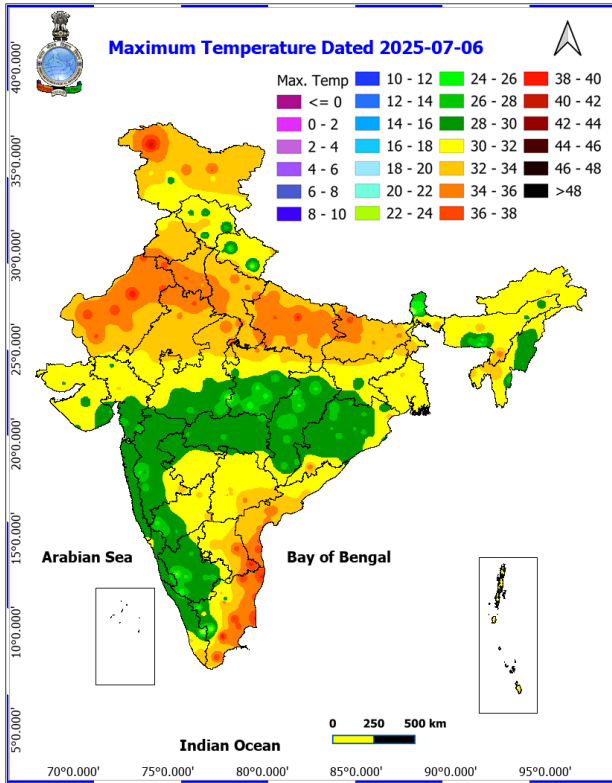 Maximum Temperature Dated 2025-07-06
Max. Temp
<= 0
0 - 2
2 - 4
4 - 6
6 - 8
8 - 10
10 - 12
12 - 14
14 - 16
16 - 18
18 - 20
20 - 22
22 - 24
24 - 26
26 - 28
28 - 30
30 - 32
32 - 34
34 - 36
36 - 38
38 - 40
40 - 42
42 - 44
44 - 46
46 - 48
>48
40°0.000'
35°0.000'
30°0.000'
25°0.000'
20°0.000'
15°0.000'
10°0.000'
5°0.000'
Arabian Sea
Bay of Bengal
Indian Ocean
0 250 500 km
70°0.000' 75°0.000' 80°0.000' 85°0.000' 90°0.000' 95°0.000'